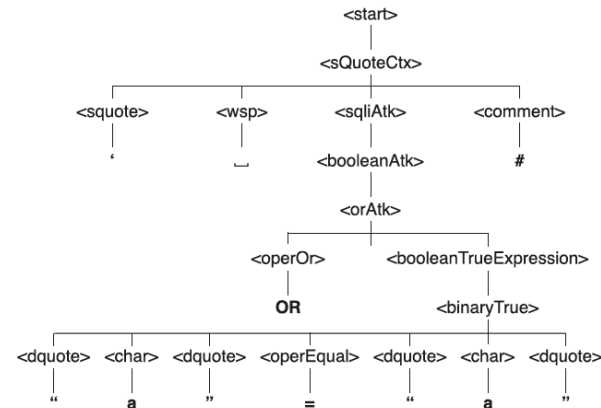 <start>
<sQuoteCtx>
<squote> <wsp> <sqliAtk> <comment>
‘ ⎵ <booleanAtk> #
<orAtk>
<operOr> <booleanTrueExpression>
OR <binaryTrue>
<dquote> <char> <dquote> <operEqual> <dquote> <char> <dquote>
“ a ” = “ a ”